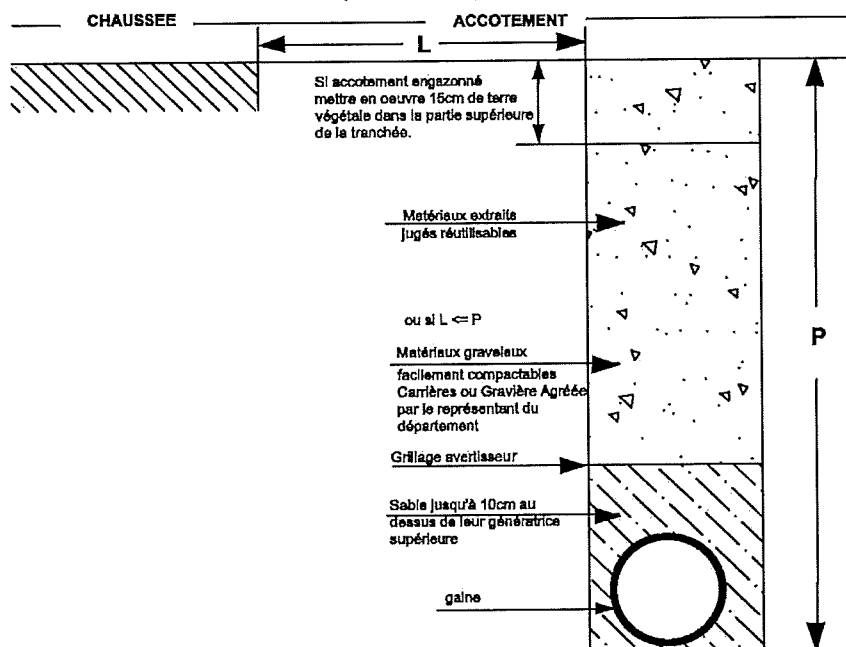 CHAUSSEE
ACCOTEMENT
L
Si accotement engazonné
mettre en oeuvre 15cm de terre
végétale dans la partie supérieure
de la tranchée.
Matériaux extraits
jugés réutilisables
ou si L <= P
P
Matériaux graveleux
facilement compactables
Carrières ou Gravière Agréée
par le représentant du
département
Grillage avertisseur
Sable jusqu'à 10cm au
dessus de leur génératrice
supérieure
gaine